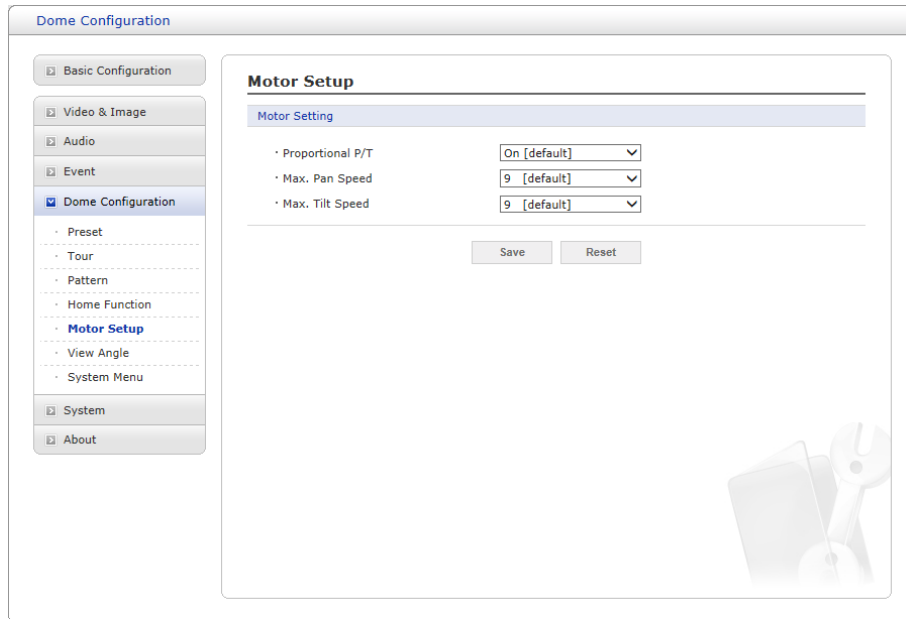 Dome Configuration
Basic Configuration
Video & Image
Audio
Event
Dome Configuration
· Preset
· Tour
· Pattern
· Home Function
· Motor Setup
· View Angle
· System Menu
System
About
Motor Setup
Motor Setting
· Proportional P/T On [default]
· Max. Pan Speed 9 [default]
· Max. Tilt Speed 9 [default]
Save Reset